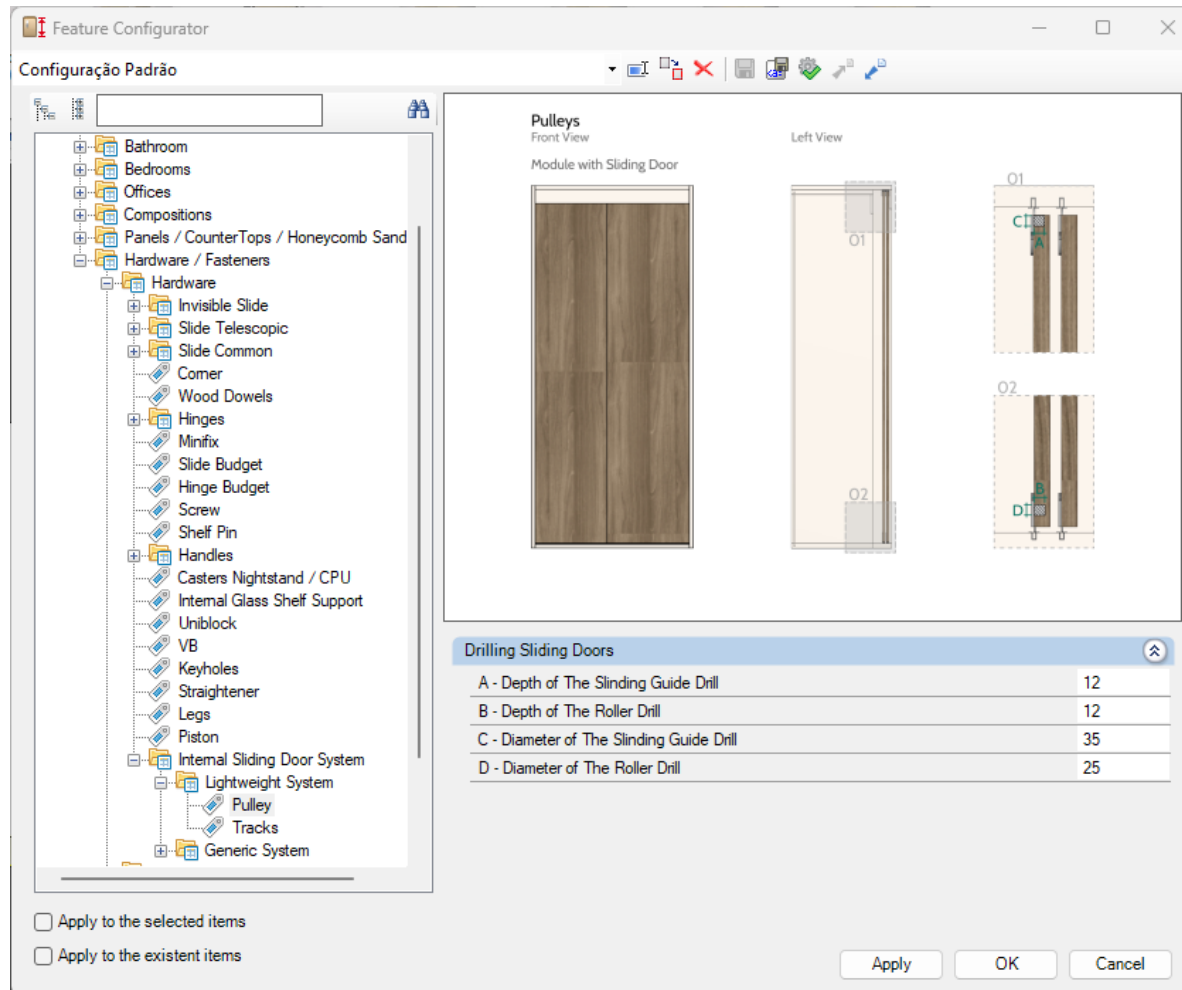 Feature Configurator
Configuração Padrão
Bathroom
Bedrooms
Offices
Compositions
Panels / CounterTops / Honeycomb Sand
Hardware / Fasteners
Hardware
Invisible Slide
Slide Telescopic
Slide Common
Corner
Wood Dowels
Hinges
Minifix
Slide Budget
Hinge Budget
Screw
Shelf Pin
Handles
Casters Nightstand / CPU
Internal Glass Shelf Support
Uniblock
VB
Keyholes
Straightener
Legs
Piston
Internal Sliding Door System
Lightweight System
Pulley
Tracks
Generic System
Apply to the selected items
Apply to the existent items
Pulleys
Front View
Left View
Module with Sliding Door
O1
O1
C
A
O2
O2
B
D
Drilling Sliding Doors
A - Depth of The Slinding Guide Drill 12
B - Depth of The Roller Drill 12
C - Diameter of The Slinding Guide Drill 35
D - Diameter of The Roller Drill 25
Apply OK Cancel